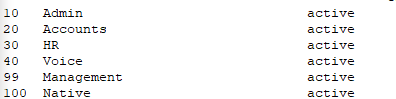 10 Admin active
20 Accounts active
30 HR active
40 Voice active
99 Management active
100 Native active